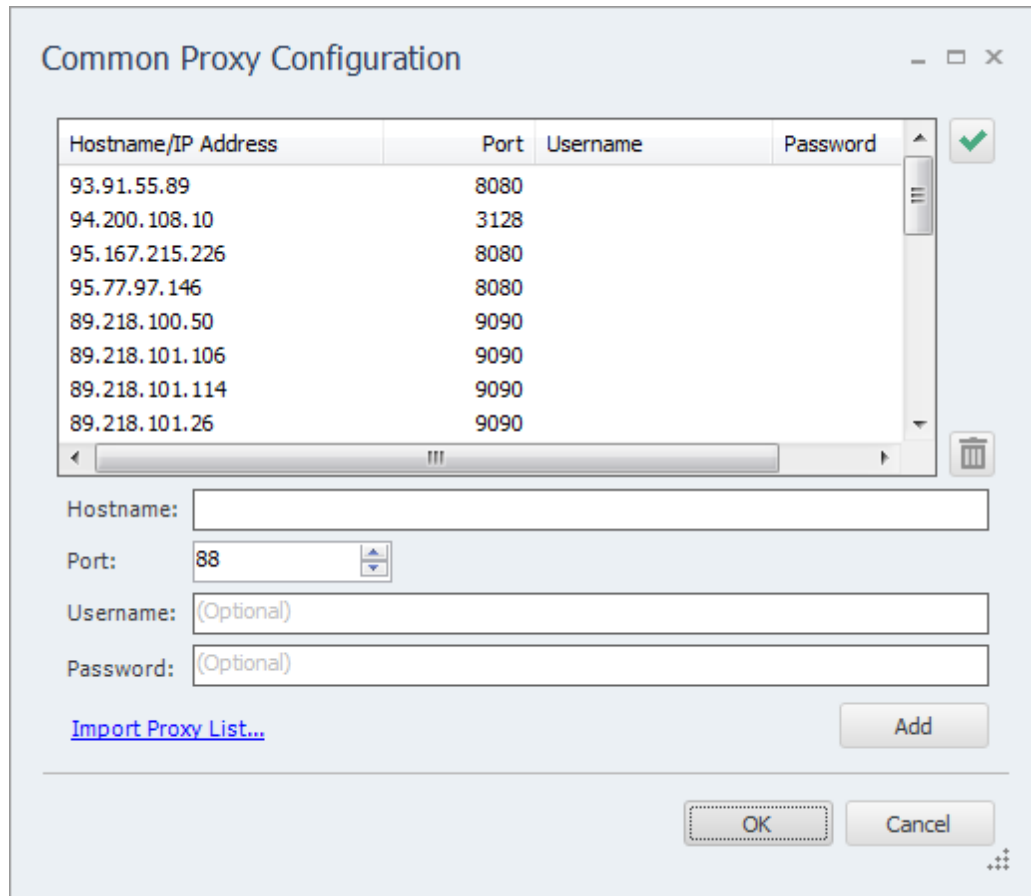 Common Proxy Configuration
Hostname/IP Address Port Username Password
93.91.55.89 8080
94.200.108.10 3128
95.167.215.226 8080
95.77.97.146 8080
89.218.100.50 9090
89.218.101.106 9090
89.218.101.114 9090
89.218.101.26 9090
Hostname:
Port: 88
Username: (Optional)
Password: (Optional)
Import Proxy List... Add
OK Cancel